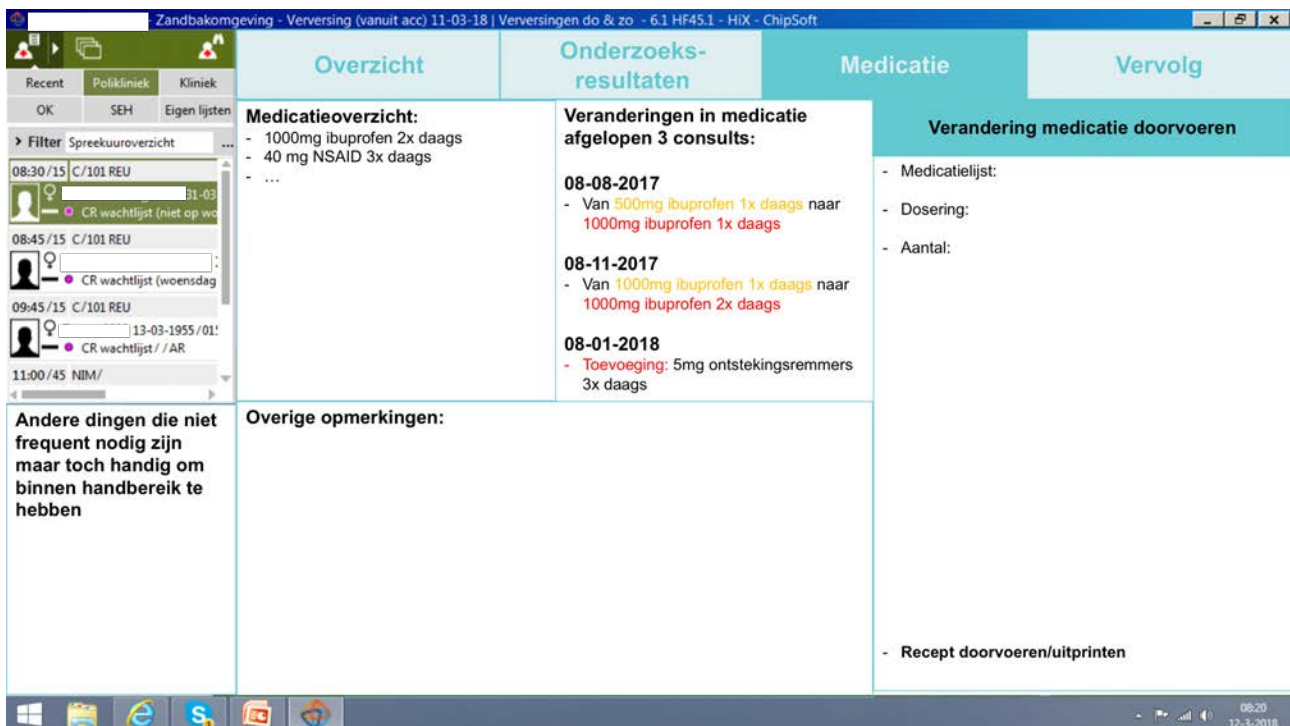 - Zandbakomgeving - Verversing (vanuit acc) 11-03-18 | Verversingen do & zo - 6.1 HF45.1 - HiX - ChipSoft
Recent Polikliniek Kliniek
OK SEH Eigen lijsten
> Filter Spreekuuroverzicht ...
08:30/15 C/101 REU
31-03
CR wachtlijst (niet op wo
08:45/15 C/101 REU
CR wachtlijst (woensdag
09:45/15 C/101 REU
13-03-1955/01
CR wachtlijst / /AR
11:00/45 NIM/
Andere dingen die niet
frequent nodig zijn
maar toch handig om
binnen handbereik te
hebben
Overzicht
Onderzoeks-
resultaten
Medicatie
Vervolg
Medicatieoverzicht:
- 1000mg ibuprofen 2x daags
- 40 mg NSAID 3x daags
- ...
Veranderingen in medicatie
afgelopen 3 consults:
08-08-2017
- Van 500mg ibuprofen 1x daags naar
1000mg ibuprofen 1x daags
08-11-2017
- Van 1000mg ibuprofen 1x daags naar
1000mg ibuprofen 2x daags
08-01-2018
- Toevoeging: 5mg ontstekingsremmers
3x daags
Verandering medicatie doorvoeren
- Medicatielijst:
- Dosering:
- Aantal:
- Recept doorvoeren/uitprinten
Overige opmerkingen:
08:20
12-3-2018